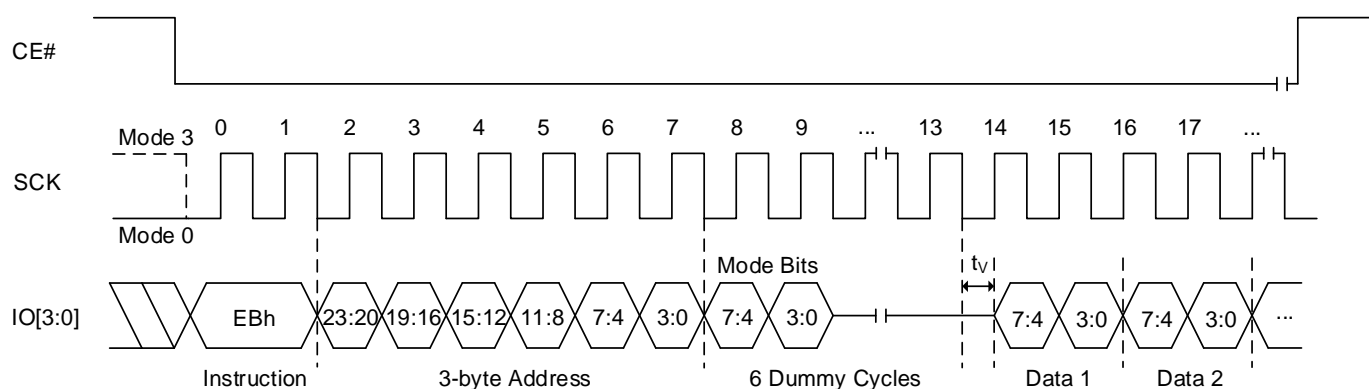 CE#
0 1 2 3 4 5 6 7 8 9 ... 13 14 15 16 17 ...
Mode 3
SCK
Mode 0
Mode Bits
tV
IO[3:0] EBh 23:20 19:16 15:12 11:8 7:4 3:0 7:4 3:0 7:4 3:0 7:4 3:0 ...
Instruction 3-byte Address 6 Dummy Cycles Data 1 Data 2